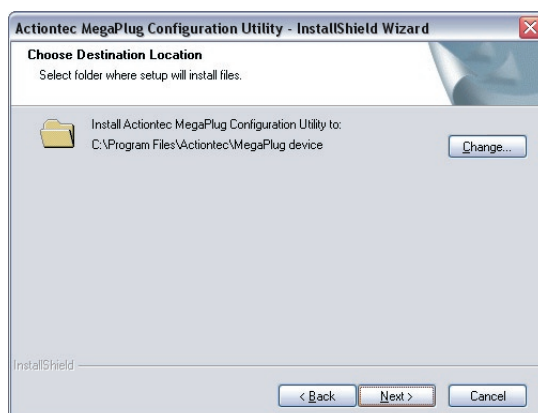 Actiontec MegaPlug Configuration Utility - InstallShield Wizard
Choose Destination Location
Select folder where setup will install files.
Install Actiontec MegaPlug Configuration Utility to:
C:\Program Files\Actiontec\MegaPlug device
Change...
InstallShield
< Back
Next >
Cancel